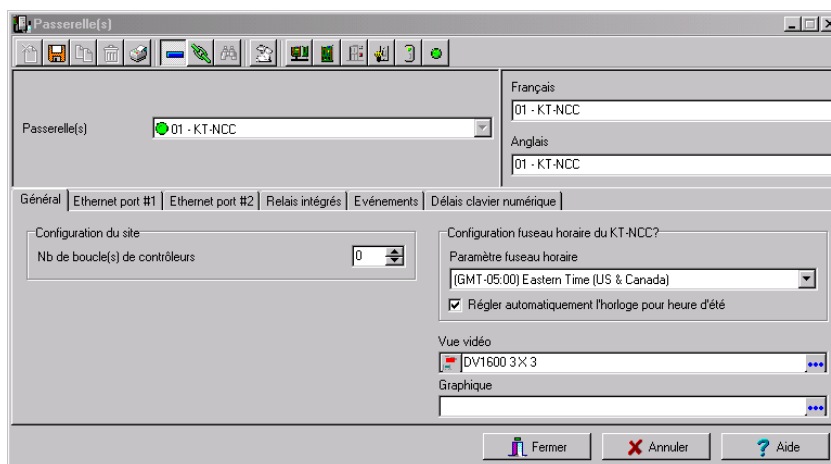 Passerelle(s)
Passerelle(s)
01 - KT-NCC
Français
01 - KT-NCC
Anglais
01 - KT-NCC
Général
Ethernet port #1
Ethernet port #2
Relais intégrés
Evénements
Délais clavier numérique
Configuration du site
Nb de boucle(s) de contrôleurs
0
Configuration fuseau horaire du KT-NCC?
Paramètre fuseau horaire
(GMT-05:00) Eastern Time (US & Canada)
Régler automatiquement l'horloge pour heure d'été
Vue vidéo
DV1600 3 X 3
Graphique
Fermer
Annuler
Aide